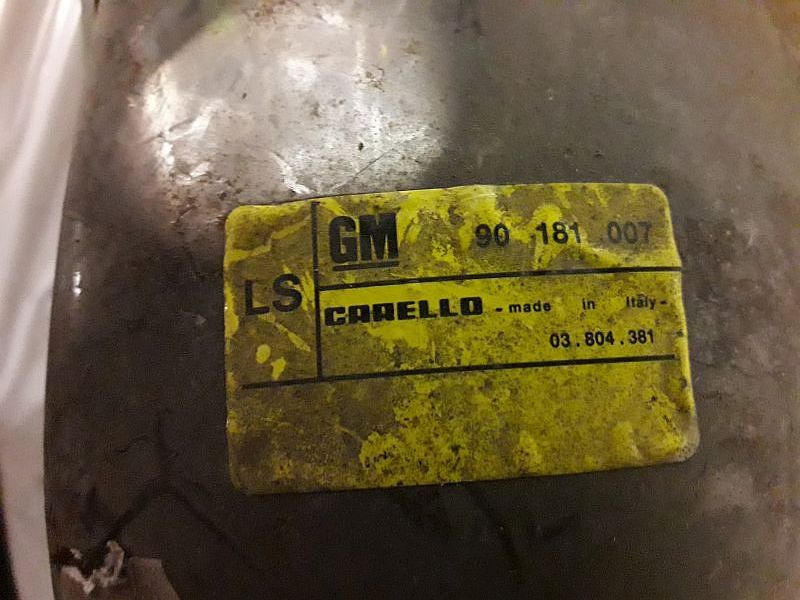 LS
GM 90 181 007
CARELLO - made in Italy -
03.804.381